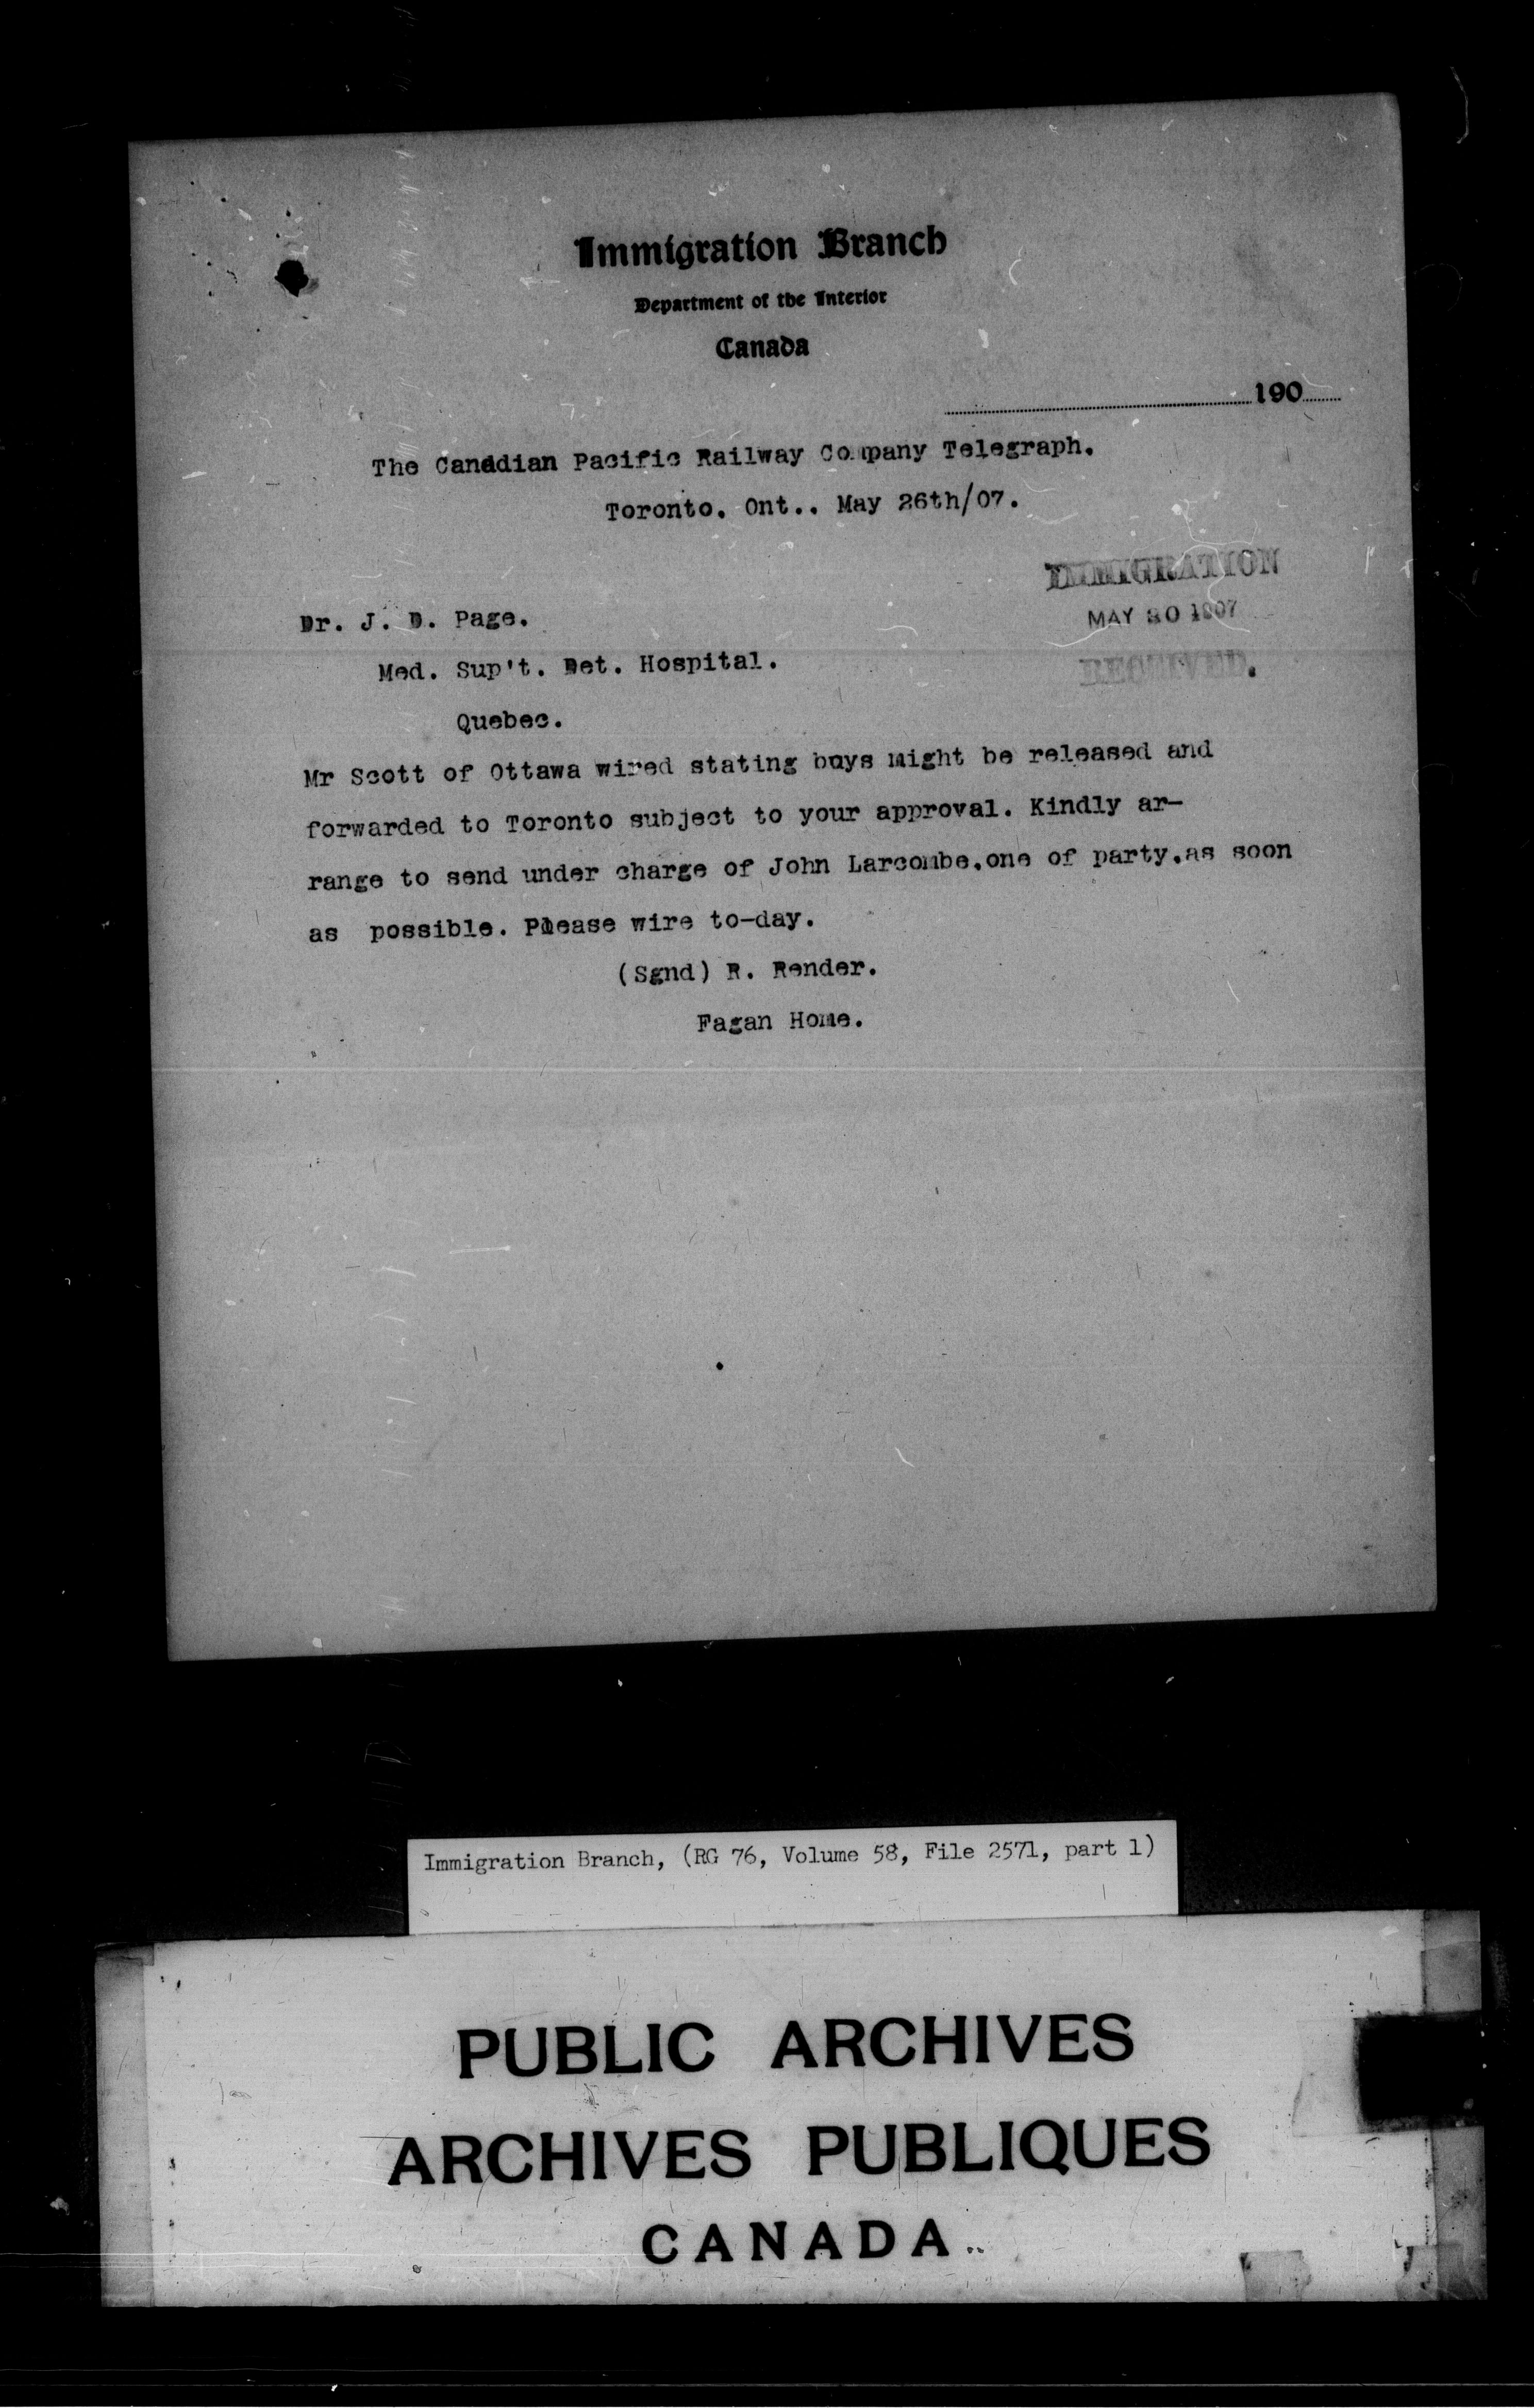 Immigration Branch
Department of the Interior
Canada
190
The Canadian Pacific Railway Company Telegraph.
Toronto. Ont.. May 26th/07.
IMMIGRATION
MAY 30 1907
RECEIVED.
Dr. J. D. Page.
Med. Sup't. Det. Hospital.
Quebec.
Mr Scott of Ottawa wired stating boys might be released and
forwarded to Toronto subject to your approval. Kindly ar-
range to send under charge of John Larcombe.one of party.as soon
as possible. Please wire to-day.
(Sgnd) R. Render.
Fagan Home.
Immigration Branch, (RG 76, Volume 58, File 2571, part 1)
PUBLIC ARCHIVES
ARCHIVES PUBLIQUES
CANADA